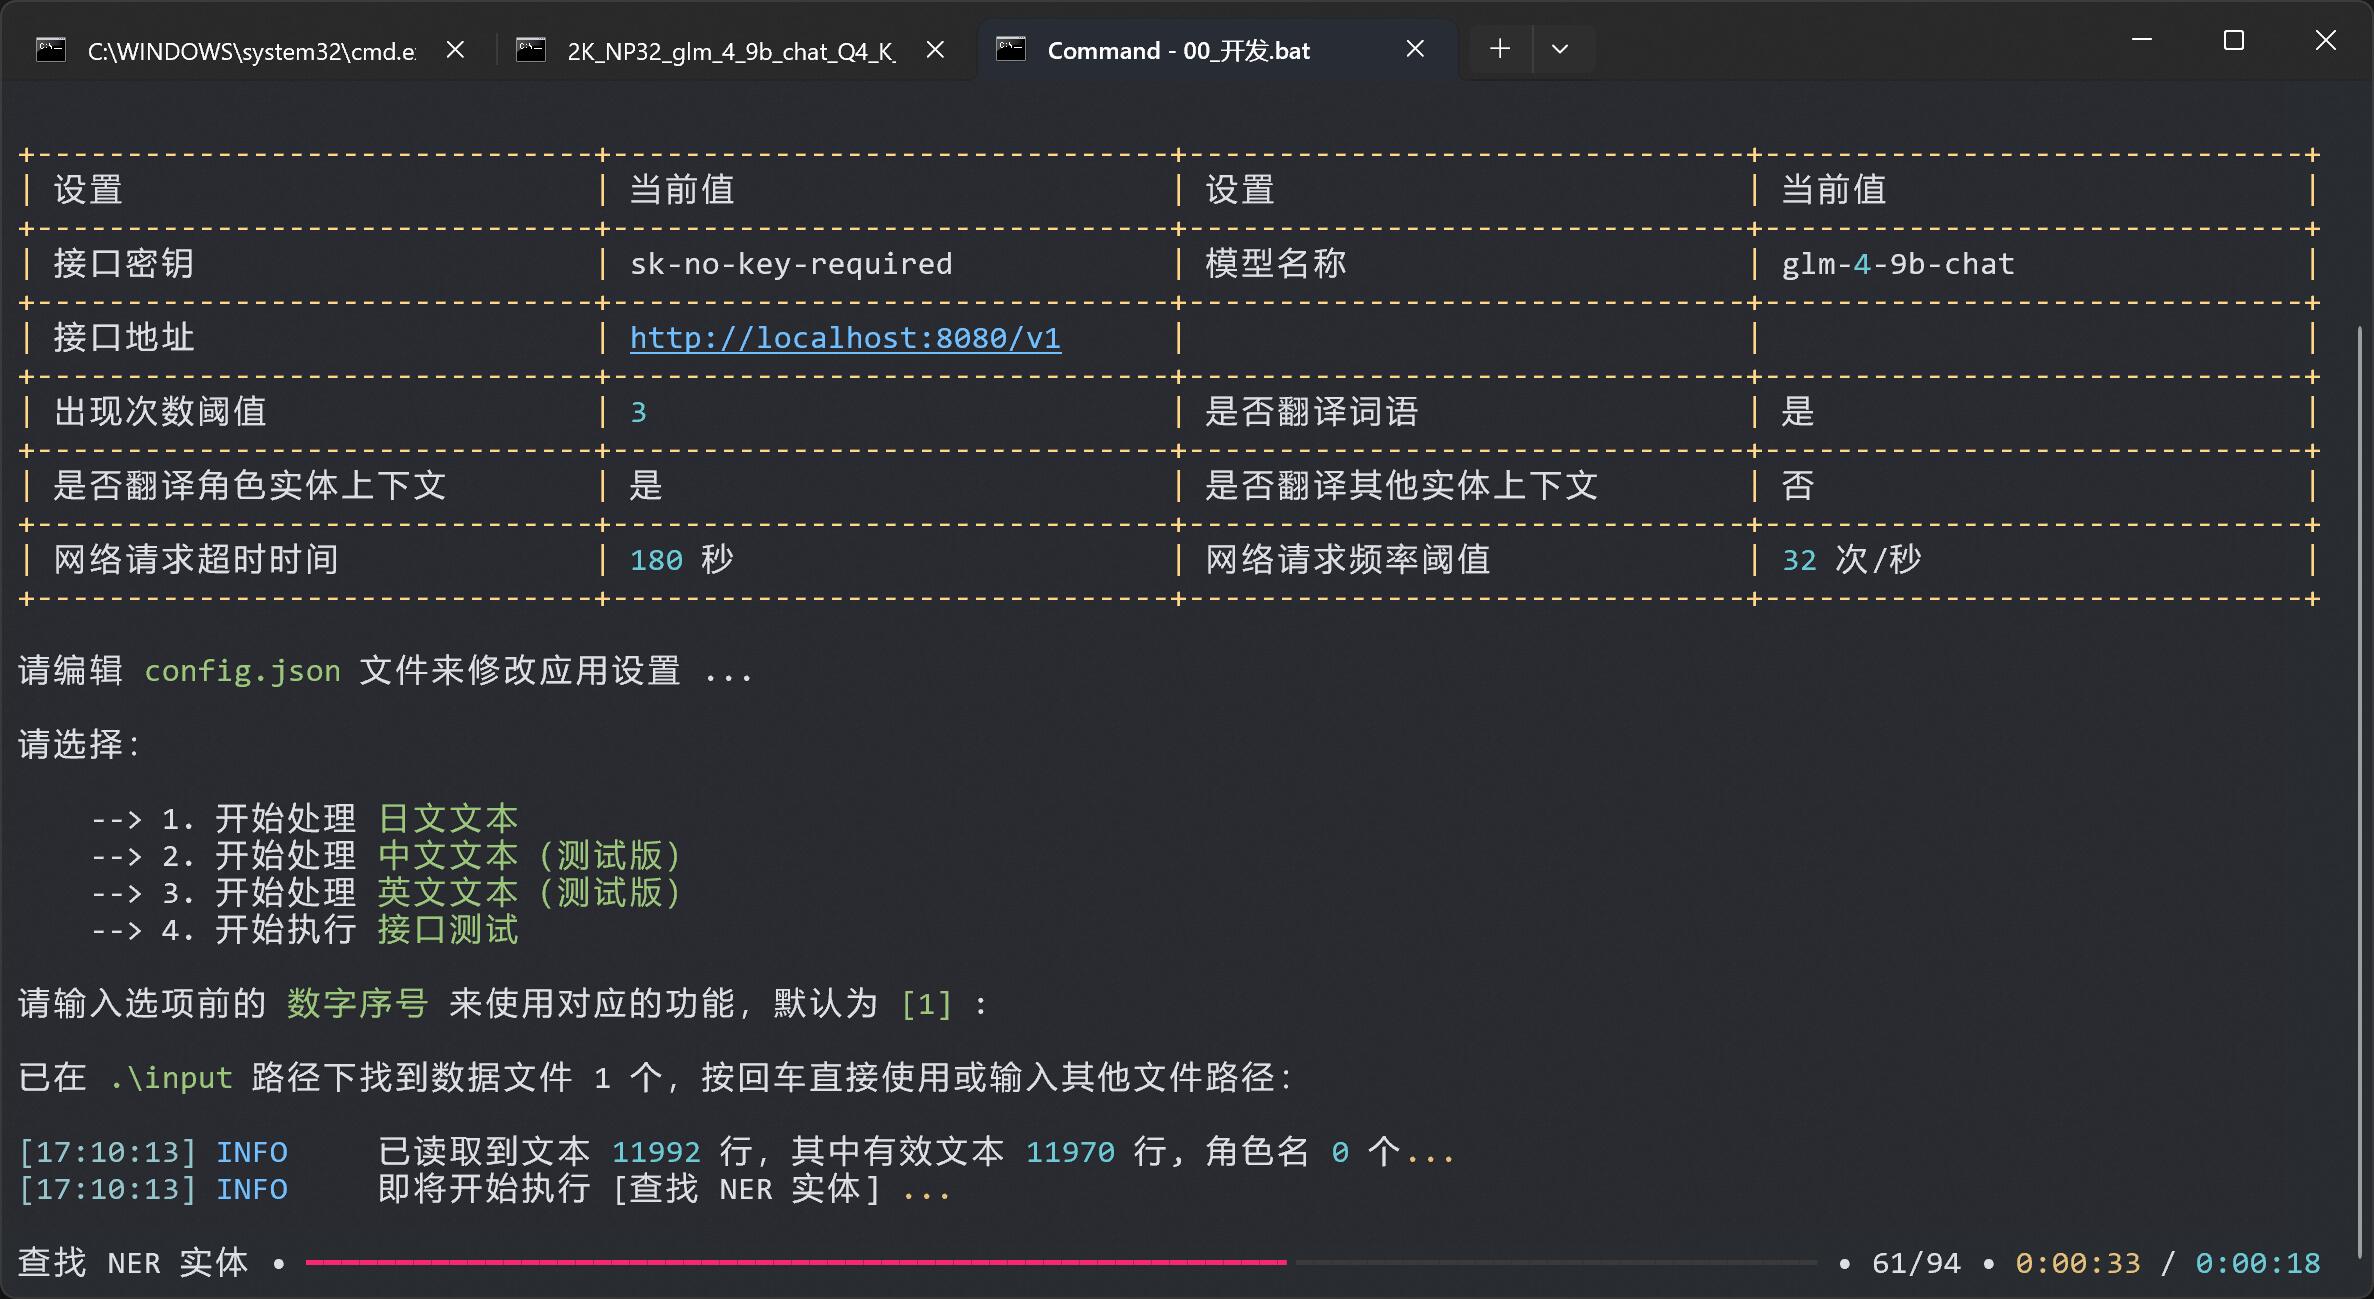 C:\WINDOWS\system32\cmd.e
2K_NP32_glm_4_9b_chat_Q4_K_
Command - 00_开发.bat
设置 | 当前值 | 设置 | 当前值
接口密钥 | sk-no-key-required | 模型名称 | glm-4-9b-chat
接口地址 | http://localhost:8080/v1
出现次数阈值 | 3 | 是否翻译词语 | 是
是否翻译角色实体上下文 | 是 | 是否翻译其他实体上下文 | 否
网络请求超时时间 | 180 秒 | 网络请求频率阈值 | 32 次/秒
请编辑 config.json 文件来修改应用设置 ...
请选择：
--> 1. 开始处理 日文文本
--> 2. 开始处理 中文文本（测试版）
--> 3. 开始处理 英文文本（测试版）
--> 4. 开始执行 接口测试
请输入选项前的 数字序号 来使用对应的功能，默认为 [1] :
已在 .\input 路径下找到数据文件 1 个，按回车直接使用或输入其他文件路径：
[17:10:13] INFO 已读取到文本 11992 行，其中有效文本 11970 行, 角色名 0 个...
[17:10:13] INFO 即将开始执行 [查找 NER 实体] ...
查找 NER 实体 • • 61/94 • 0:00:33 / 0:00:18